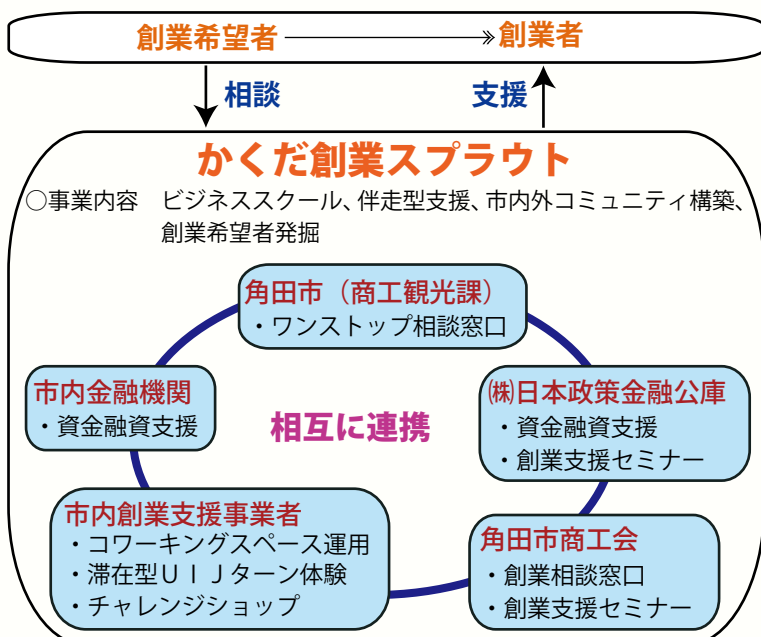 創業希望者 創業者
相談 支援
かくだ創業スプラウト
○事業内容 ビジネススクール、伴走型支援、市内外コミュニティ構築、
創業希望者発掘
角田市（商工観光課）
・ワンストップ相談窓口
市内金融機関
・資金融資支援
相互に連携
㈱日本政策金融公庫
・資金融資支援
・創業支援セミナー
市内創業支援事業者
・コワーキングスペース運用
・滞在型ＵＩＪターン体験
・チャレンジショップ
角田市商工会
・創業相談窓口
・創業支援セミナー